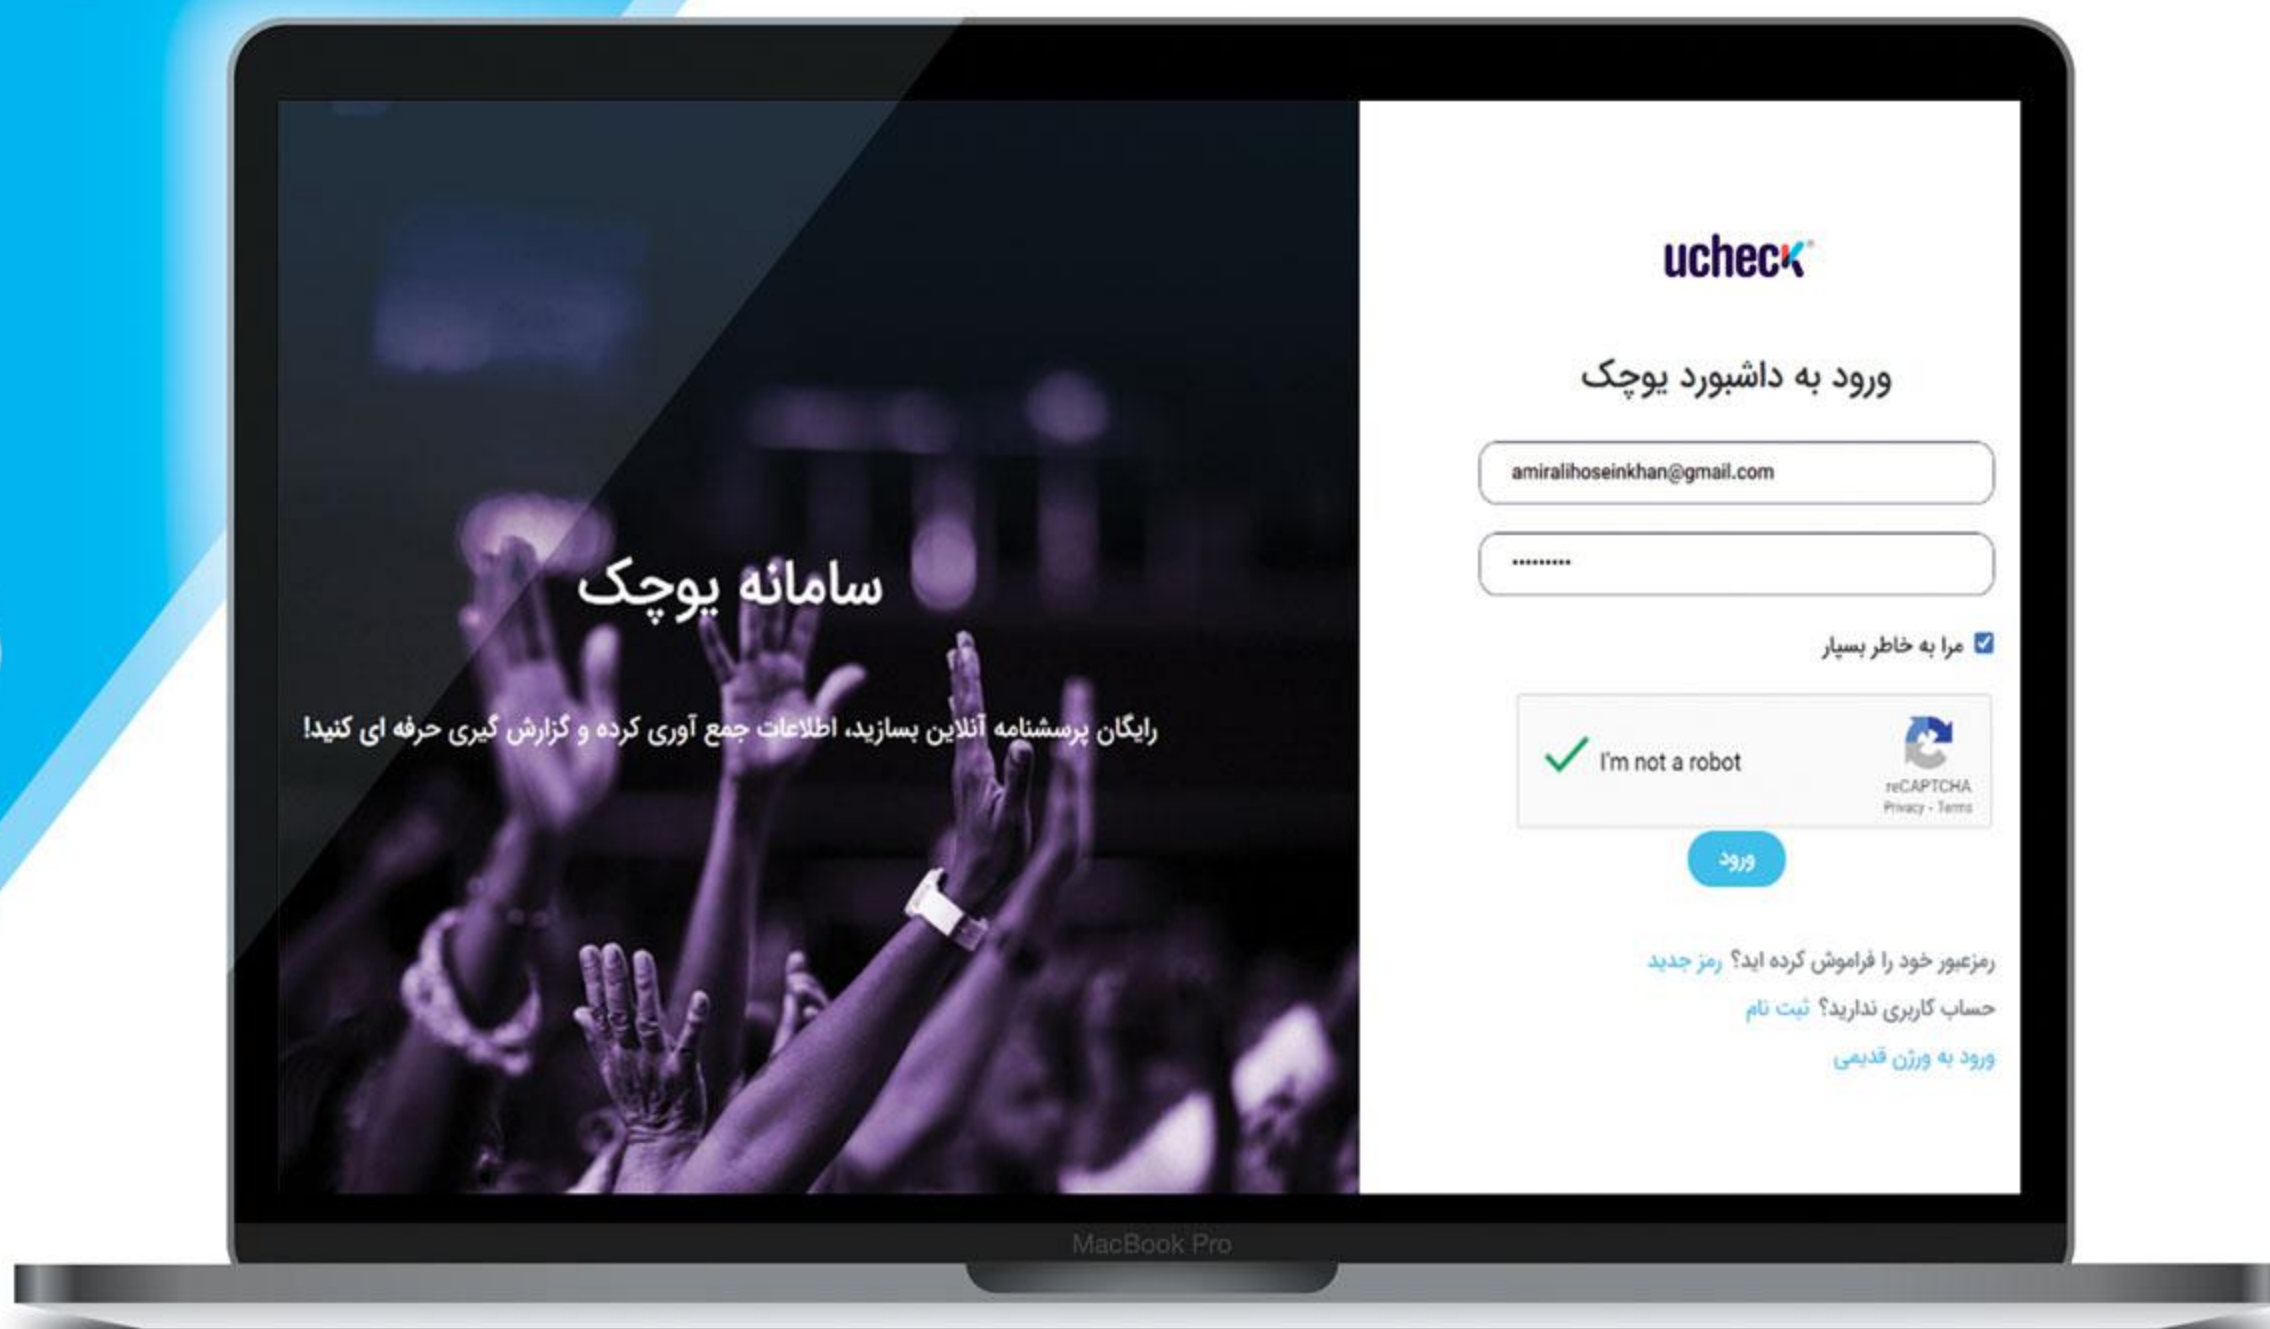 ucheck
ورود به داشبورد یوچک
amiralihoseinkhan@gmail.com
•••••••••
مرا به خاطر بسپار
I'm not a robot
reCAPTCHA
Privacy - Terms
ورود
رمزعبور خود را فراموش کرده اید؟ رمز جدید
حساب کاربری ندارید؟ ثبت نام
ورود به ورژن قدیمی
سامانه یوچک
رایگان پرسشنامه آنلاین بسازید، اطلاعات جمع آوری کرده و گزارش گیری حرفه ای کنید!
MacBook Pro